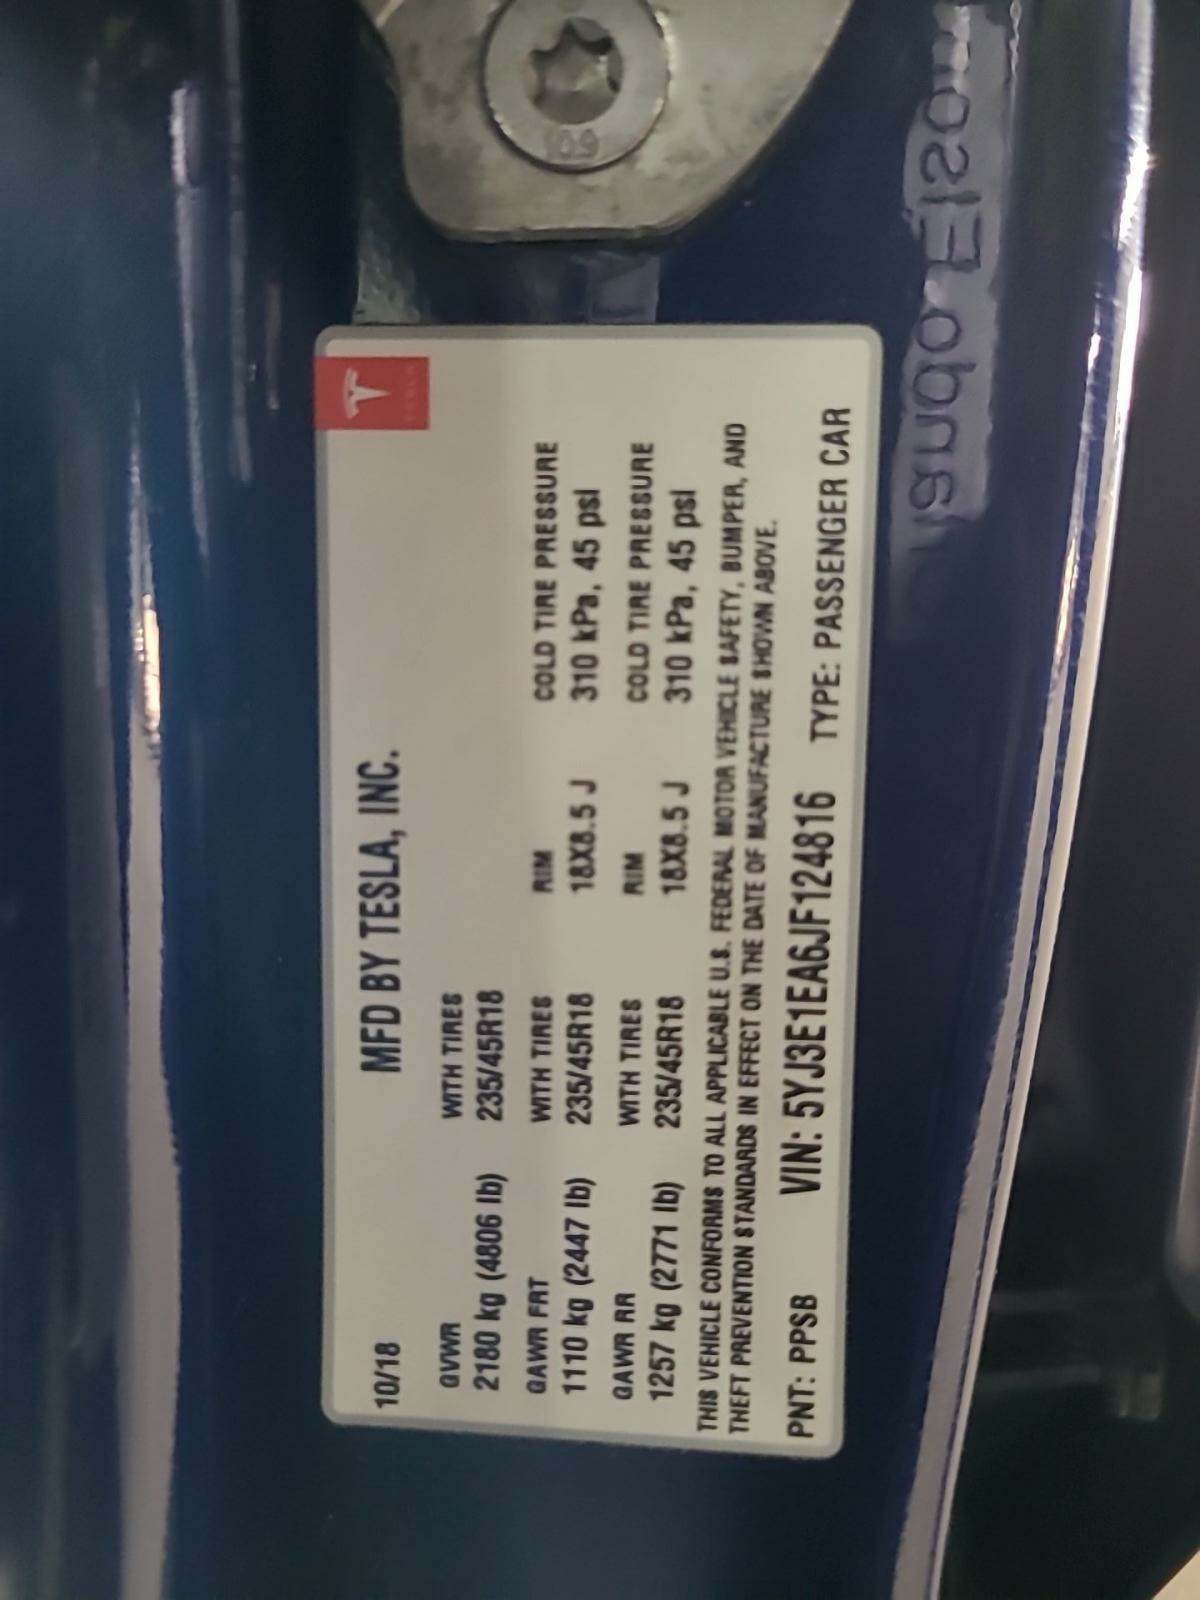 10/18 MFD BY TESLA, INC.
GVWR WITH TIRES
2180 kg (4806 lb) 235/45R18
GAWR FRT WITH TIRES RIM COLD TIRE PRESSURE
1110 kg (2447 lb) 235/45R18 18X8.5 J 310 kPa, 45 psi
GAWR RR WITH TIRES RIM COLD TIRE PRESSURE
1257 kg (2771 lb) 235/45R18 18X8.5 J 310 kPa, 45 psi
THIS VEHICLE CONFORMS TO ALL APPLICABLE U.S. FEDERAL MOTOR VEHICLE SAFETY, BUMPER, AND
THEFT PREVENTION STANDARDS IN EFFECT ON THE DATE OF MANUFACTURE SHOWN ABOVE.
PNT: PPSB VIN: 5YJ3E1EA6JF124816 TYPE: PASSENGER CAR
10.9